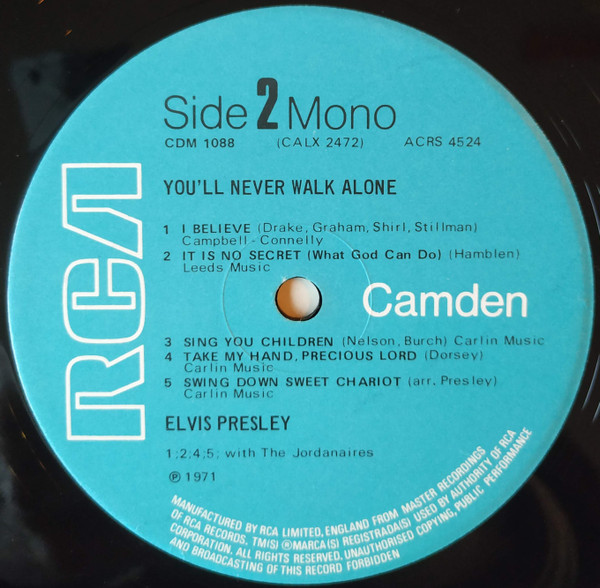 Side 2 Mono
CDM 1088 (CALX 2472) ACRS 4524
YOU'LL NEVER WALK ALONE
1 I BELIEVE (Drake, Graham, Shirl, Stillman)
Campbell-Connelly
2 IT IS NO SECRET (What God Can Do) (Hamblen)
Leeds Music
RCA
Camden
3 SING YOU CHILDREN (Nelson, Burch) Carlin Music
4 TAKE MY HAND, PRECIOUS LORD (Dorsey)
Carlin Music
5 SWING DOWN SWEET CHARIOT (arr. Presley)
Carlin Music
ELVIS PRESLEY
1;2;4;5; with The Jordanaires
℗ 1971
MANUFACTURED BY RCA LIMITED, ENGLAND FROM MASTER RECORDINGS
OF RCA RECORDS. TM(S) ® MARCA(S) REGISTRADA(S) USED BY AUTHORITY OF RCA
CORPORATION. ALL RIGHTS RESERVED. UNAUTHORISED COPYING, PUBLIC PERFORMANCE
AND BROADCASTING OF THIS RECORD FORBIDDEN